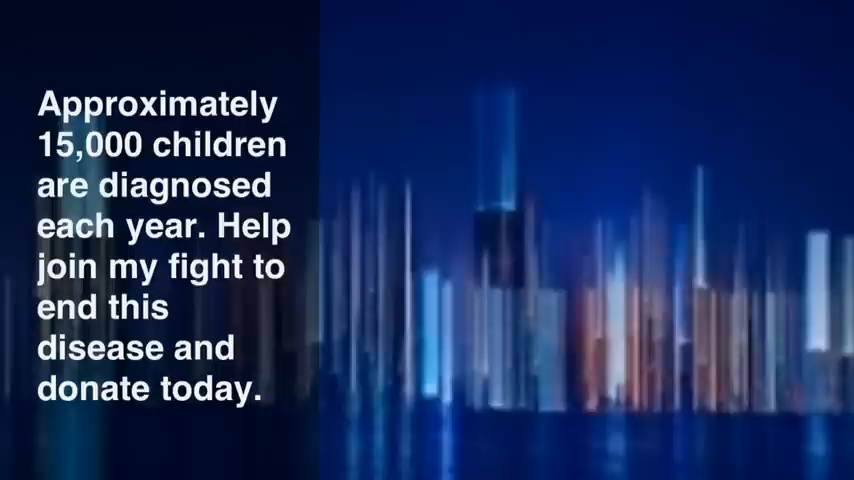 Approximately
15,000 children
are diagnosed
each year. Help
join my fight to
end this
disease and
donate today.